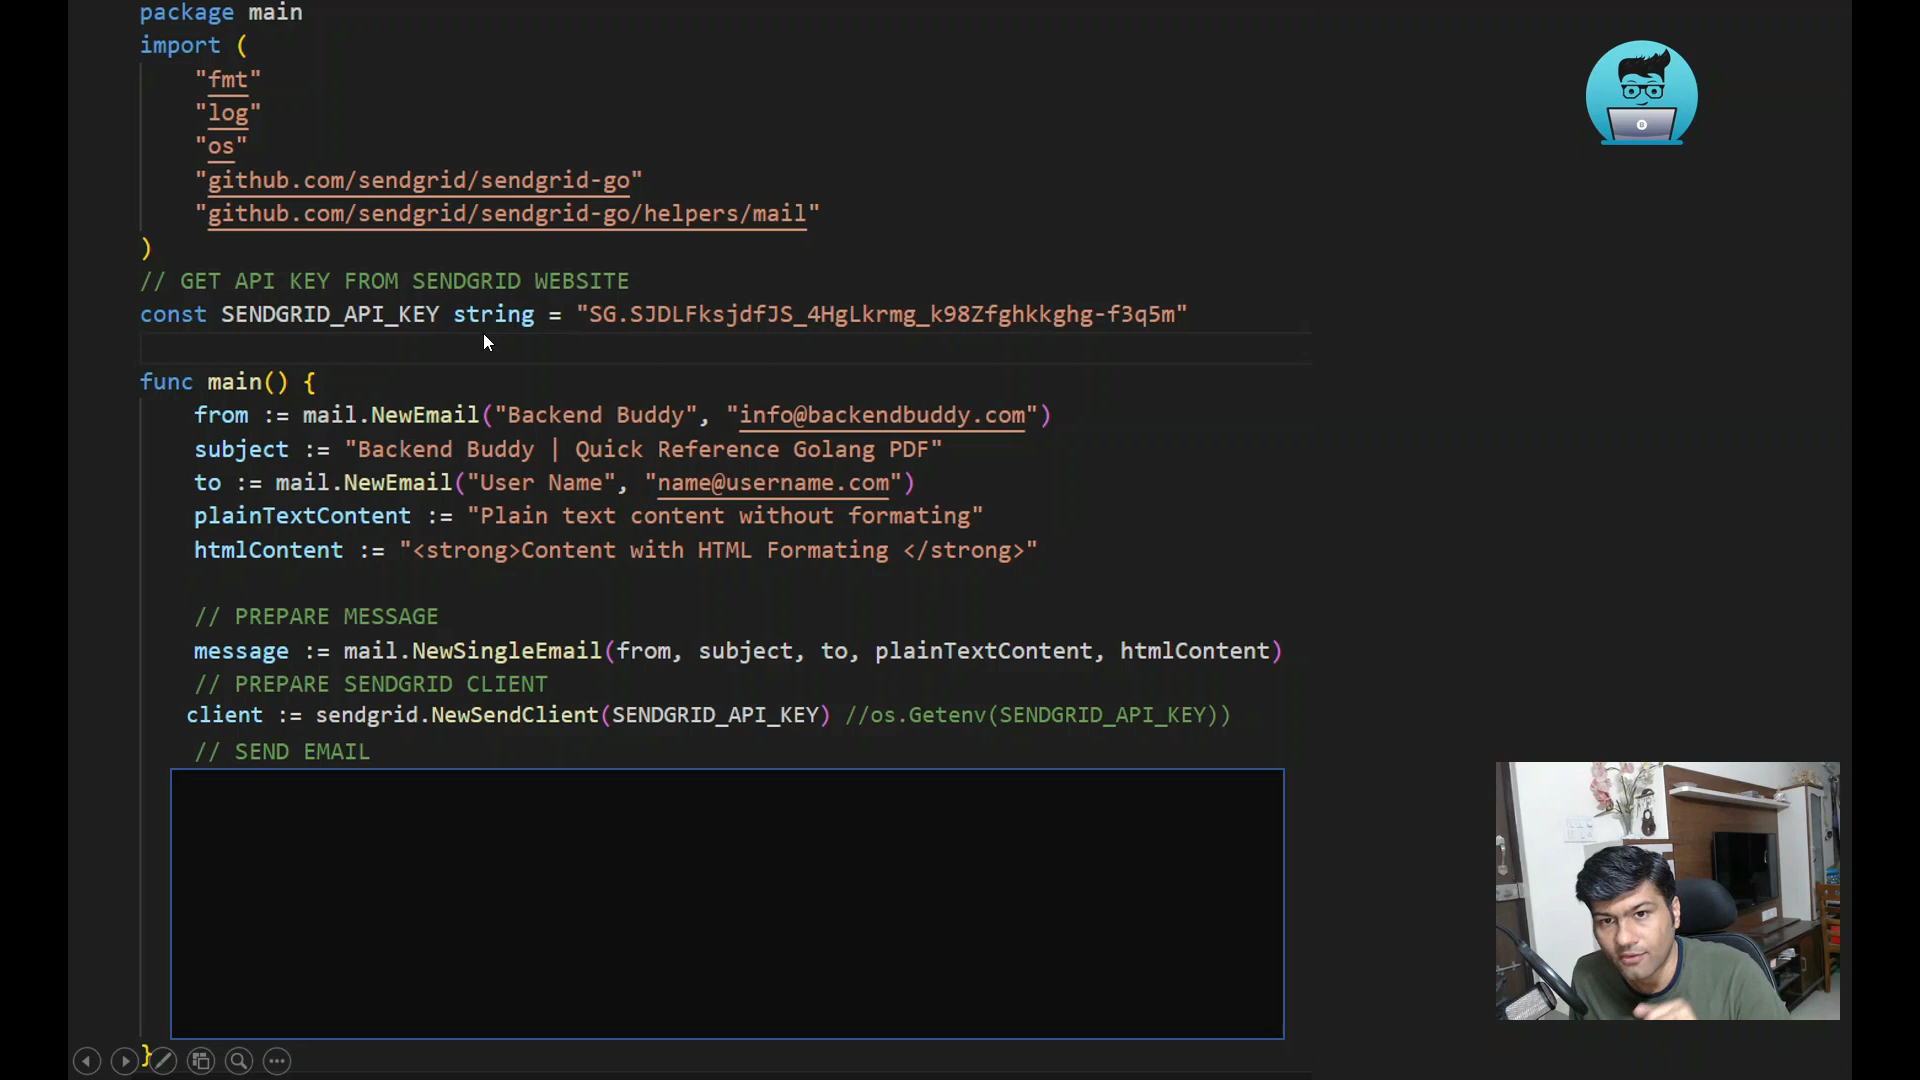 package main
import (
"fmt"
"log"
"os"
"github.com/sendgrid/sendgrid-go"
"github.com/sendgrid/sendgrid-go/helpers/mail"
)
// GET API KEY FROM SENDGRID WEBSITE
const SENDGRID_API_KEY string = "SG.SJDLFksjdfJS_4HgLkrmg_k98Zfghkkghg-f3q5m"
func main() {
from := mail.NewEmail("Backend Buddy", "info@backendbuddy.com")
subject := "Backend Buddy | Quick Reference Golang PDF"
to := mail.NewEmail("User Name", "name@username.com")
plainTextContent := "Plain text content without formating"
htmlContent := "<strong>Content with HTML Formating </strong>"
// PREPARE MESSAGE
message := mail.NewSingleEmail(from, subject, to, plainTextContent, htmlContent)
// PREPARE SENDGRID CLIENT
client := sendgrid.NewSendClient(SENDGRID_API_KEY) //os.Getenv(SENDGRID_API_KEY))
// SEND EMAIL
}